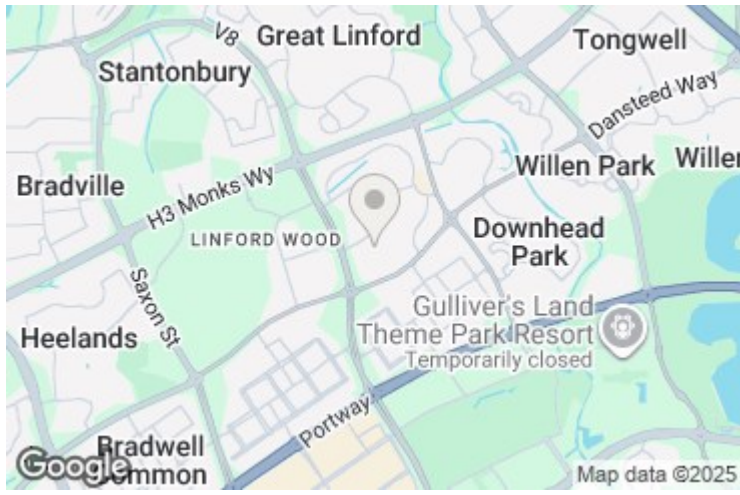 V8
Great Linford
Tongwell
Stantonbury
Dansteed Way
Willen Park
Willen
Bradville
H3 Monks Wy
LINFORD WOOD
Downhead
Park
Saxon St
Gulliver's Land
Theme Park Resort
Temporarily closed
Heelands
Portway
Bradwell
Common
Google
Map data ©2025